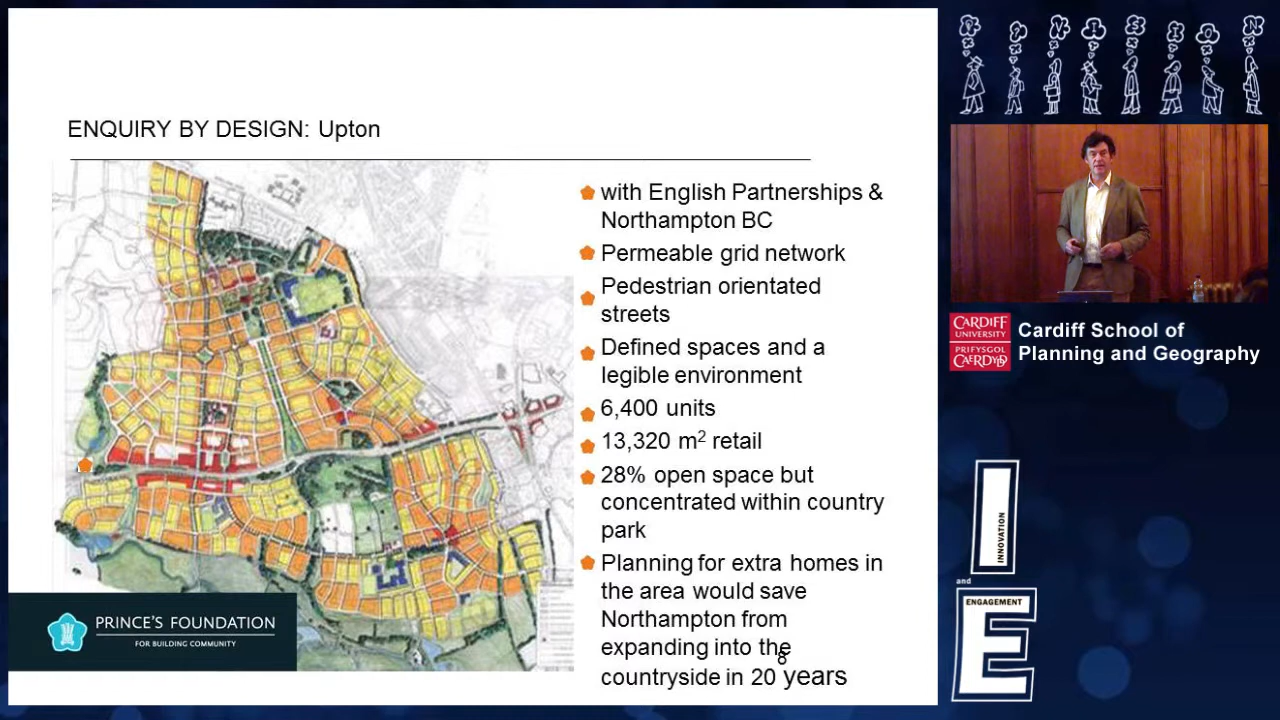 P ? V I S I O N
ENQUIRY BY DESIGN: Upton
with English Partnerships &
Northampton BC
Permeable grid network
Pedestrian orientated
streets
Defined spaces and a
legible environment
6,400 units
13,320 m² retail
28% open space but
concentrated within country
park
Planning for extra homes in
the area would save
Northampton from
expanding into the
countryside in 20 years
8
PRINCE'S FOUNDATION
FOR BUILDING COMMUNITY
CARDIFF
UNIVERSITY
PRIFYSGOL
CAERDYDD
Cardiff School of
Planning and Geography
I
INNOVATION
and
ENGAGEMENT
E